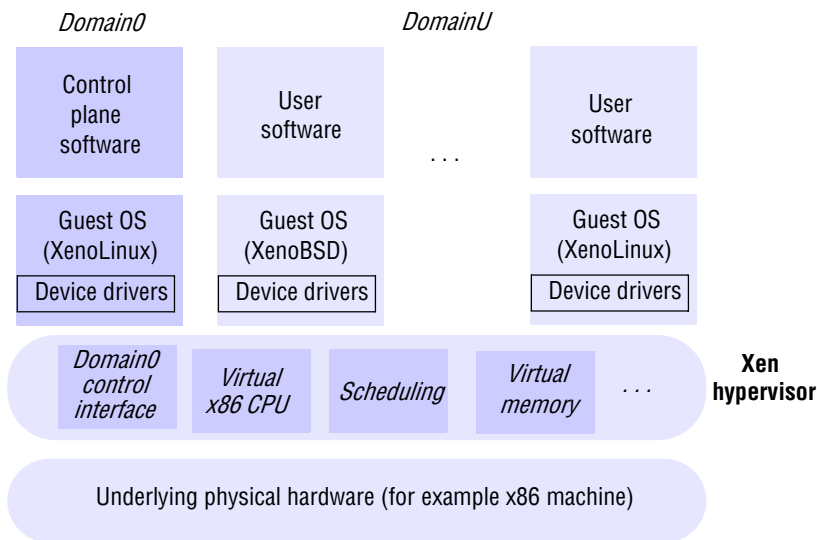 Domain0
DomainU
Control
plane
software
User
software
. . .
User
software
Guest OS
(XenoLinux)
Device drivers
Guest OS
(XenoBSD)
Device drivers
Guest OS
(XenoLinux)
Device drivers
Domain0
control
interface
Virtual
x86 CPU
Scheduling
Virtual
memory
. . .
Xen
hypervisor
Underlying physical hardware (for example x86 machine)